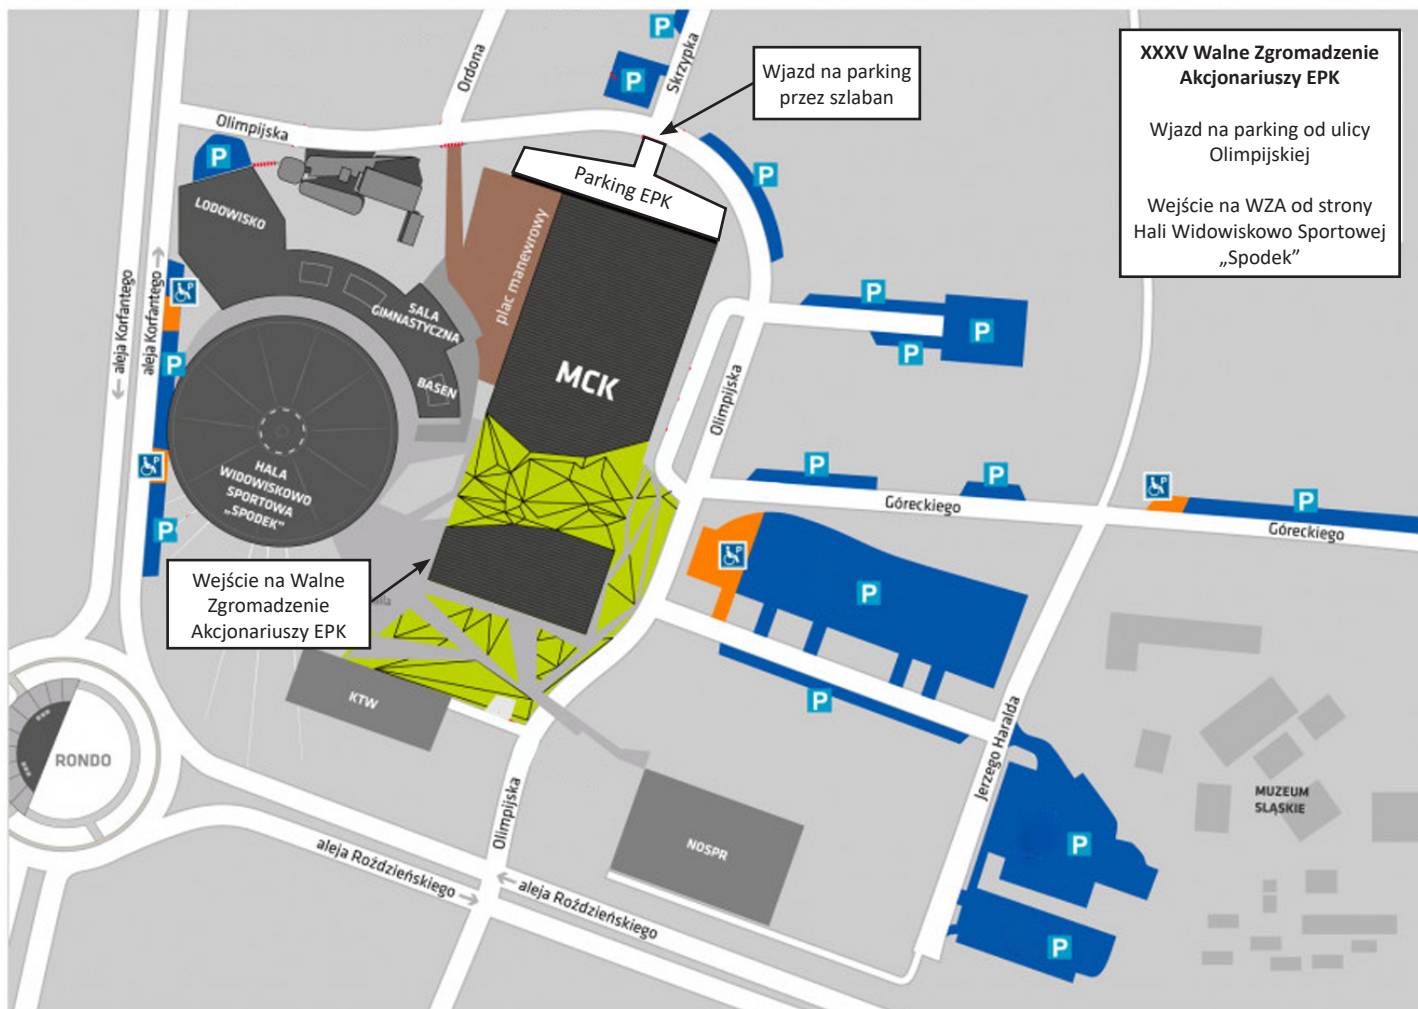 P
Skrzypka
Ordona
P
Wjazd na parking
przez szlaban
XXXV Walne Zgromadzenie
Akcjonariuszy EPK
Wjazd na parking od ulicy
Olimpijskiej
Wejście na WZA od strony
Hali Widowiskowo Sportowej
„Spodek”
Olimpijska
P
Parking EPK
P
LODOWISKO
plac manewrowy
aleja Korfantego
aleja Korfantego
P
SALA
GIMNASTYCZNA
P
P
P
P
BASEN
MCK
Olimpijska
HALA
WIDOWISKOWO
SPORTOWA
„SPODEK”
P
P
P
P
P
Góreckiego
P
P
Góreckiego
P
P
Wejście na Walne
Zgromadzenie
Akcjonariuszy EPK
P
KTW
P
Jerzego Haralda
RONDO
Olimpijska
MUZEUM
SLĄSKIE
NOSPR
P
aleja Roździeńskiego
aleja Roździeńskiego
P